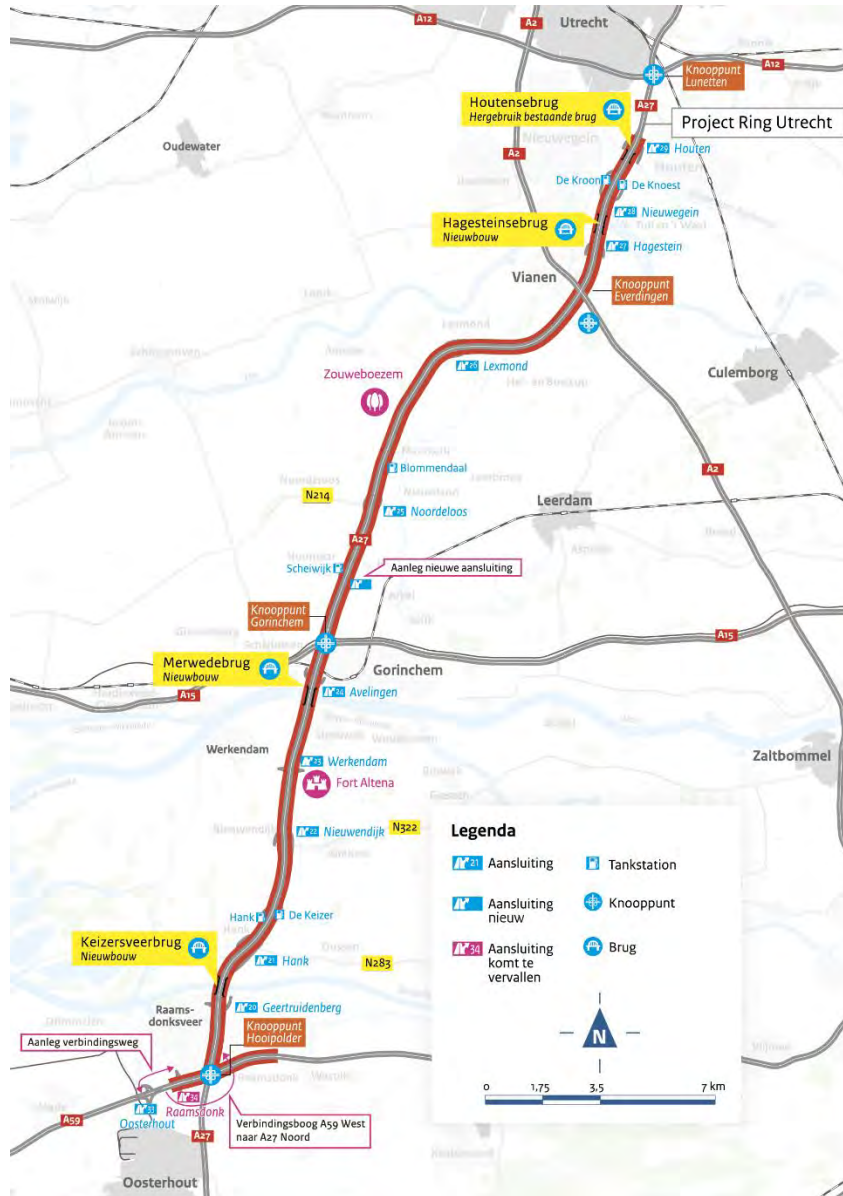 A12
A2
Utrecht
Knooppunt
Lunetten
A12
A27
Houtensebrug
Hergebruik bestaande brug
Project Ring Utrecht
Nieuwegein
Oudewater
A2
29 Houten
Houten
De Kroon
De Knoest
28 Nieuwegein
Hagesteinsebrug
Nieuwbouw
27 Hagestein
Vianen
Knooppunt
Everdingen
Lexmond
26 Lexmond
Zouweboezem
Culemborg
Blommendaal
A2
N214
Leerdam
25 Noordeloos
A27
Scheiwijk
Aanleg nieuwe aansluiting
Knooppunt
Gorinchem
A15
Merwedebrug
Nieuwbouw
Gorinchem
A15
24 Avelingen
Werkendam
23 Werkendam
Zaltbommel
Fort Altena
22 Nieuwendijk
N322
Legenda
21 Aansluiting
Tankstation
Aansluiting
nieuw
Knooppunt
34 Aansluiting
komt te
vervallen
Brug
N
0 1,75 3,5 7 km
Hank
De Keizer
Keizersveerbrug
Nieuwbouw
21 Hank
N283
Raams-
donksveer
20 Geertruidenberg
Knooppunt
Hooipolder
Aanleg verbindingsweg
34
Raamsdonk
33
Oosterhout
A59
Verbindingsboog A59 West
naar A27 Noord
A27
Oosterhout